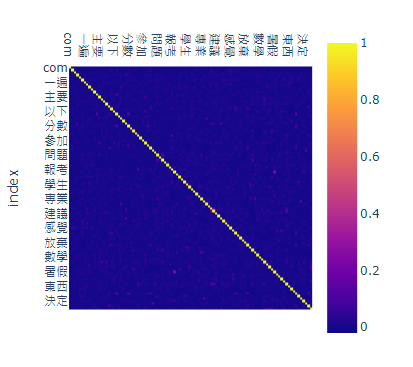 com
一遍
主要
以下
分數
參加
問題
報考
學生
專業
建議
感覺
放棄
數學
暑假
東西
決定
com
一遍
主要
以下
分數
參加
問題
報考
學生
專業
建議
感覺
放棄
數學
暑假
東西
決定
index
1
0.8
0.6
0.4
0.2
0